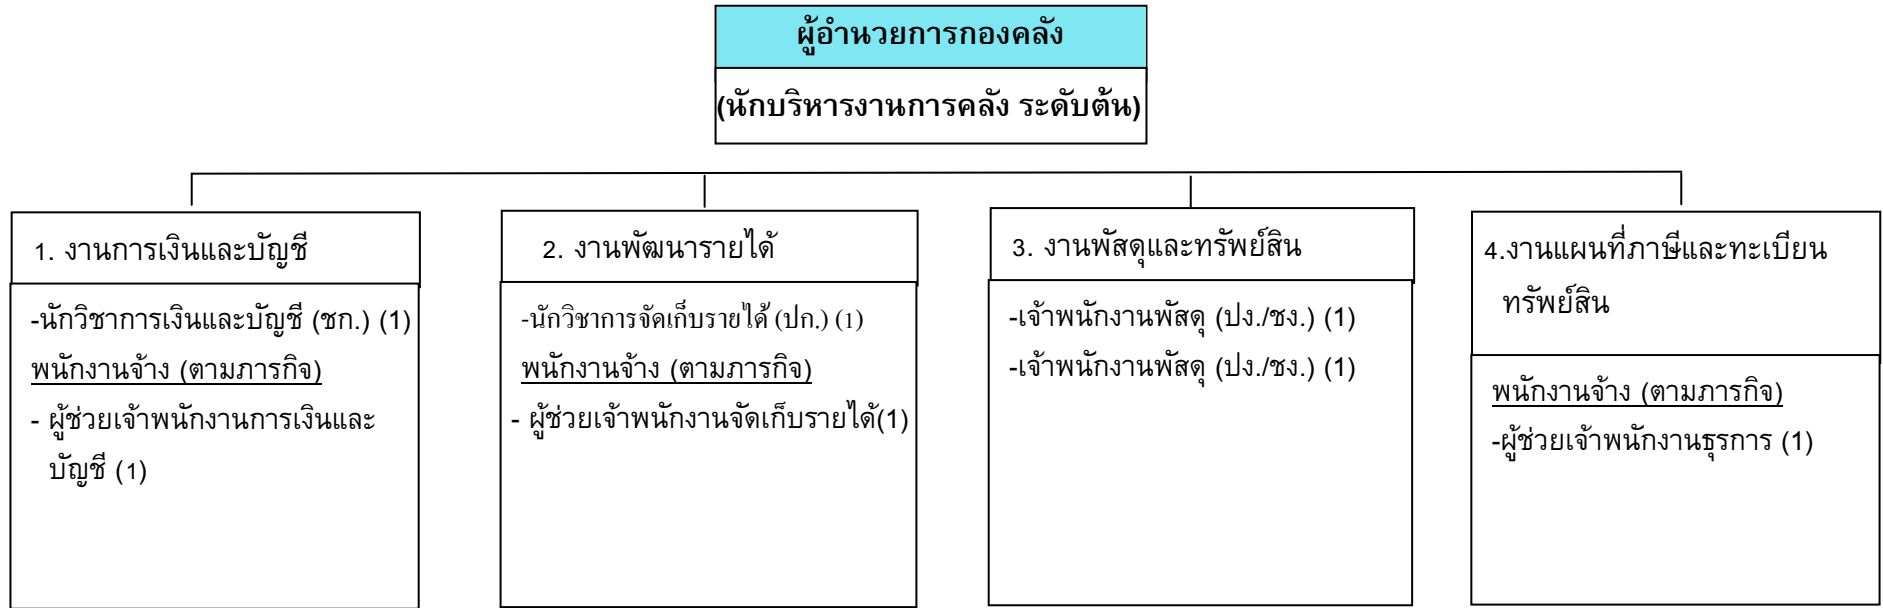 ผู้อำนวยการกองคลัง
(นักบริหารงานการคลัง ระดับต้น)
1. งานการเงินและบัญชี
-นักวิชาการเงินและบัญชี (ชก.) (1)
พนักงานจ้าง (ตามภารกิจ)
- ผู้ช่วยเจ้าพนักงานการเงินและ
บัญชี (1)
2. งานพัฒนารายได้
-นักวิชาการจัดเก็บรายได้ (ปก.) (1)
พนักงานจ้าง (ตามภารกิจ)
- ผู้ช่วยเจ้าพนักงานจัดเก็บรายได้(1)
3. งานพัสดุและทรัพย์สิน
-เจ้าพนักงานพัสดุ (ปง./ชง.) (1)
-เจ้าพนักงานพัสดุ (ปง./ชง.) (1)
4.งานแผนที่ภาษีและทะเบียน
ทรัพย์สิน
พนักงานจ้าง (ตามภารกิจ)
-ผู้ช่วยเจ้าพนักงานธุรการ (1)